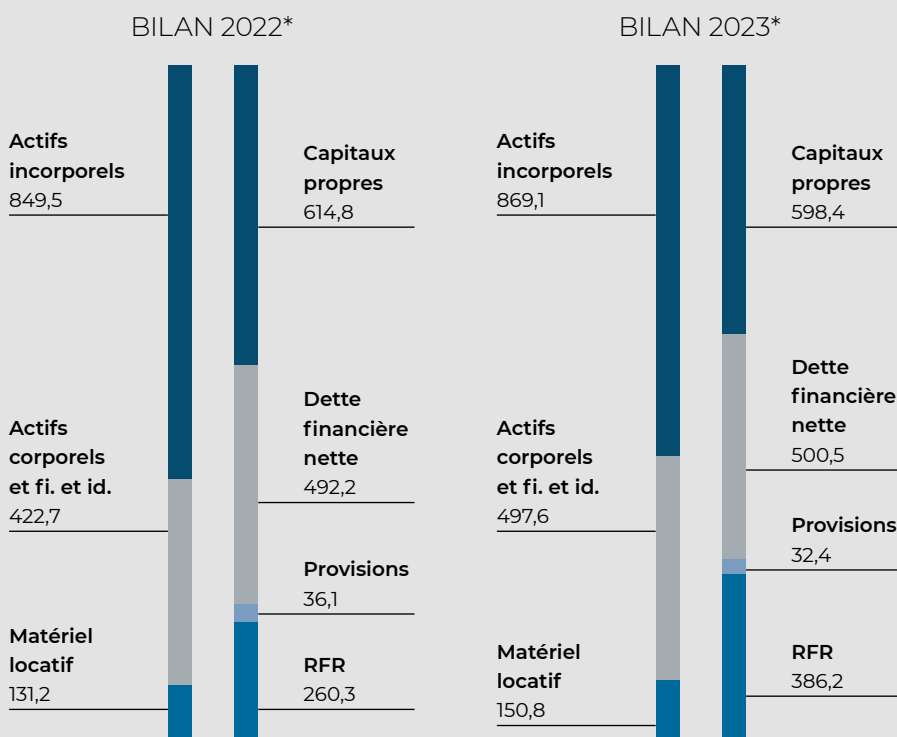 BILAN 2022*
Actifs
incorporels
849,5
Capitaux
propres
614,8
Actifs
corporels
et fi. et id.
422,7
Dette
financière
nette
492,2
Provisions
36,1
Matériel
locatif
131,2
RFR
260,3
BILAN 2023*
Actifs
incorporels
869,1
Capitaux
propres
598,4
Actifs
corporels
et fi. et id.
497,6
Dette
financière
nette
500,5
Provisions
32,4
Matériel
locatif
150,8
RFR
386,2